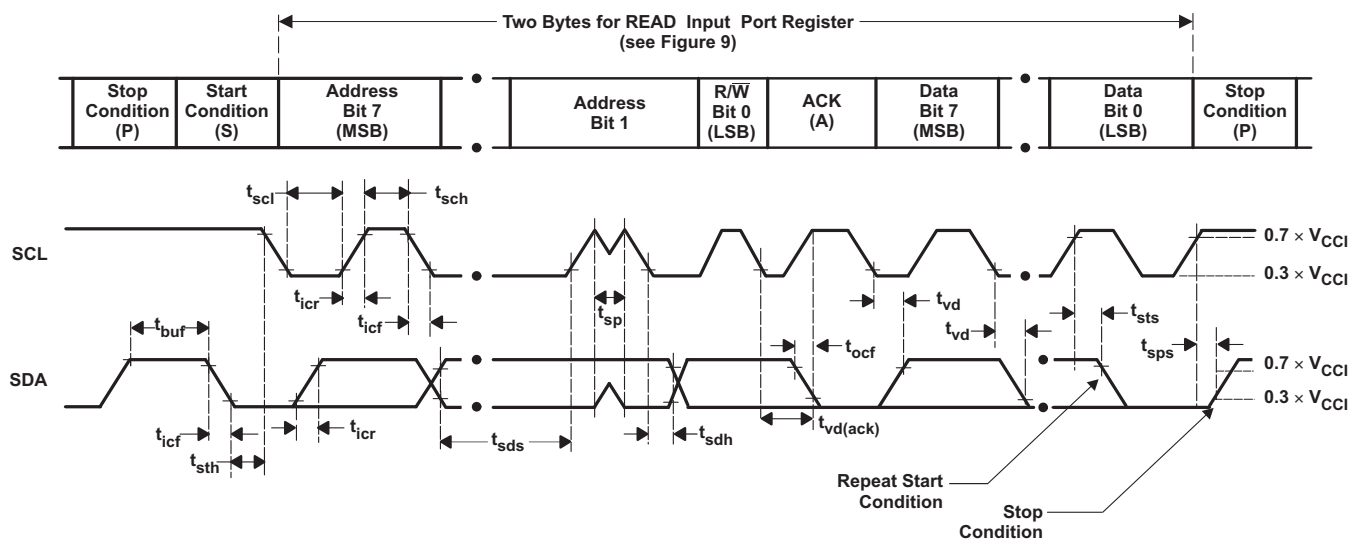 Two Bytes for READ Input Port Register
(see Figure 9)
Stop
Condition
(P)
Start
Condition
(S)
Address
Bit 7
(MSB)
Address
Bit 1
R/W̅
Bit 0
(LSB)
ACK
(A)
Data
Bit 7
(MSB)
Data
Bit 0
(LSB)
Stop
Condition
(P)
tscl
tsch
SCL
0.7 × VCCI
0.3 × VCCI
ticr
ticf
tsp
tvd
tvd
tsts
tbuf
tocf
tsps
SDA
0.7 × VCCI
0.3 × VCCI
ticf
ticr
tsth
tsds
tsdh
tvd(ack)
Repeat Start
Condition
Stop
Condition